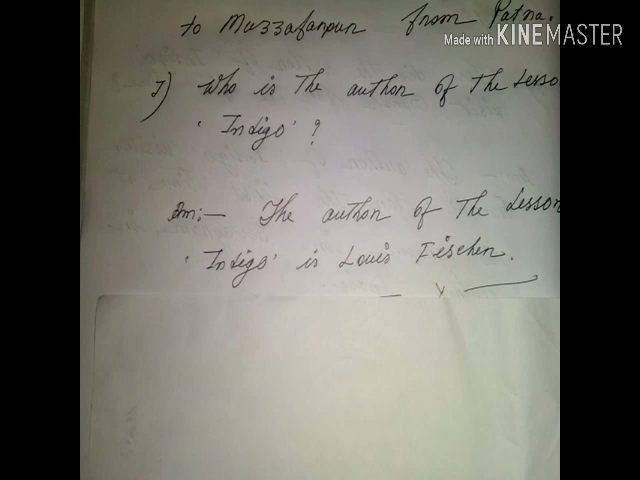 to Muzzafarpur from Patna.
Made with KINEMASTER
7) Who is The author of The Lesson
'Indigo' ?
Ans:- The author of The Lesson
'Indigo' is Louis Fischer.
x